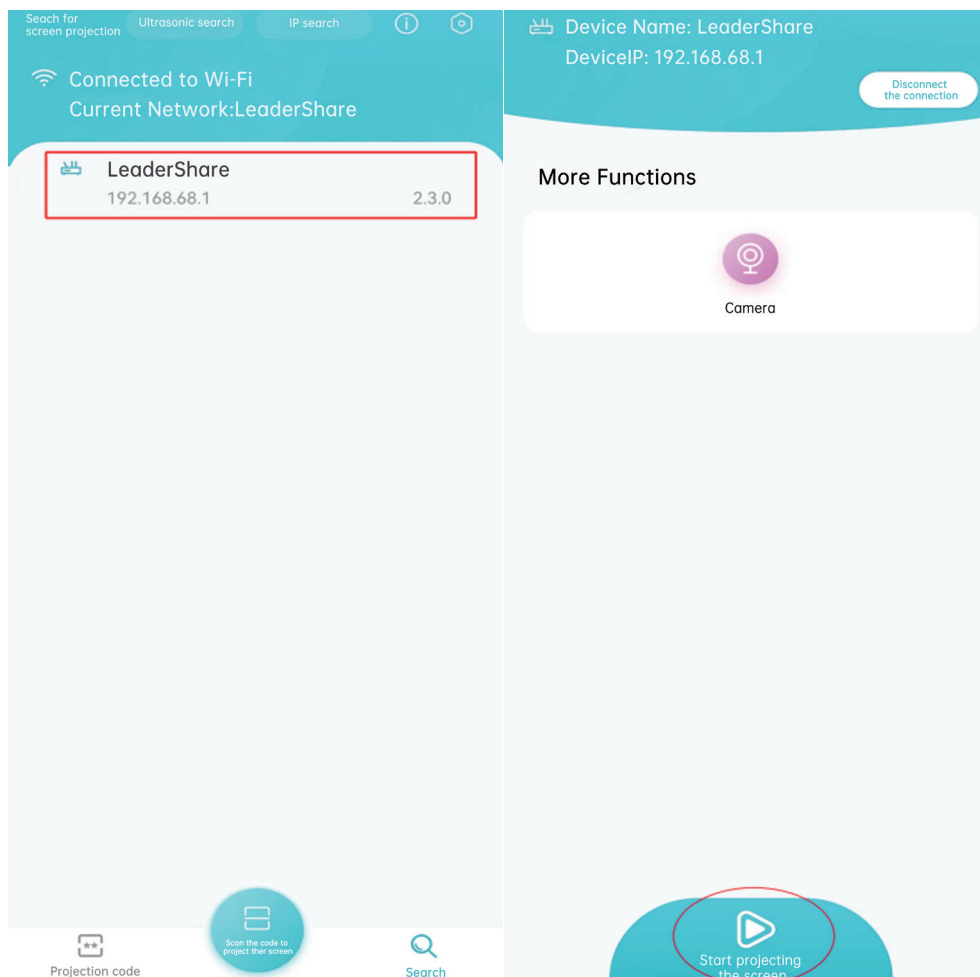 Seach for
screen projection
Ultrasonic search
IP search
Connected to Wi-Fi
Current Network:LeaderShare
LeaderShare
192.168.68.1
2.3.0
Scan the code to
project ther screen
Projection code
Search
Device Name: LeaderShare
DeviceIP: 192.168.68.1
Disconnect
the connection
More Functions
Camera
Start projecting
the screen